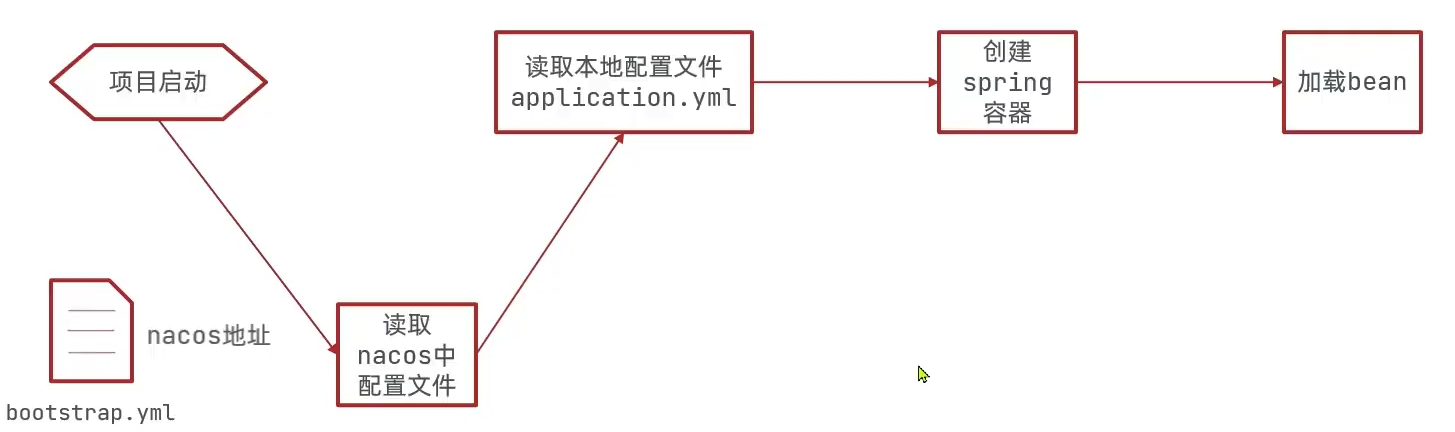 项目启动
读取本地配置文件
application.yml
创建
spring
容器
加载bean
nacos地址
bootstrap.yml
读取
nacos中
配置文件